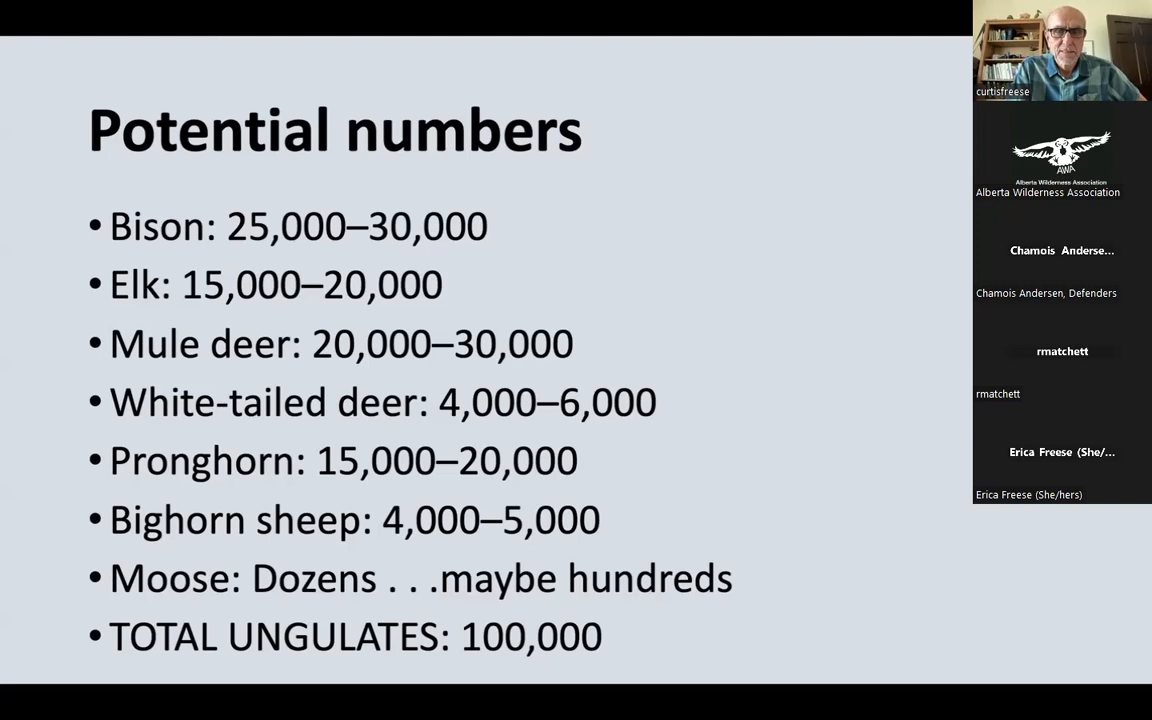 Potential numbers
• Bison: 25,000–30,000
• Elk: 15,000–20,000
• Mule deer: 20,000–30,000
• White-tailed deer: 4,000–6,000
• Pronghorn: 15,000–20,000
• Bighorn sheep: 4,000–5,000
• Moose: Dozens . . .maybe hundreds
• TOTAL UNGULATES: 100,000
curtisfreese
AWA
Alberta Wilderness Association
Alberta Wilderness Association
Chamois Anderse...
Chamois Andersen, Defenders
rmatchett
rmatchett
Erica Freese (She/...
Erica Freese (She/hers)